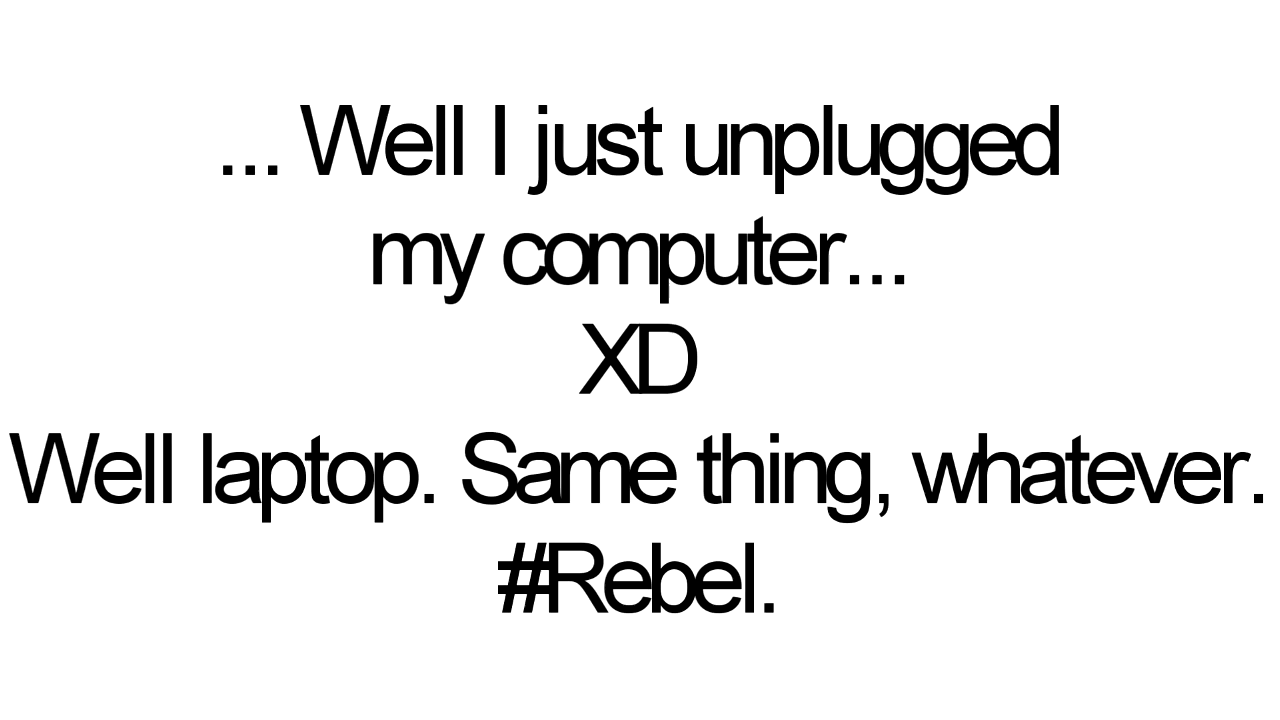 ... Well I just unplugged
my computer...
XD
Well laptop. Same thing, whatever.
#Rebel.